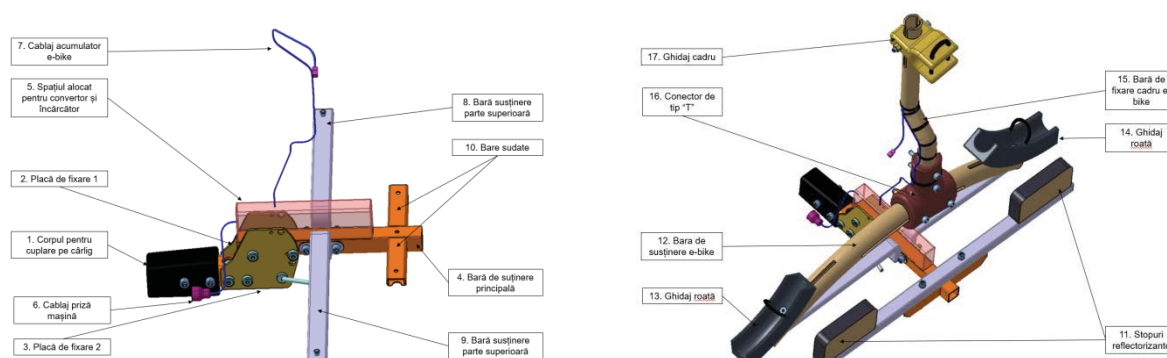 7. Cablaj acumulator
e-bike
5. Spațiul alocat
pentru convertor și
încărcător
2. Placă de fixare 1
1. Corpul pentru
cuplare pe cârlig
6. Cablaj priză
mașină
3. Placă de fixare 2
8. Bară susținere
parte superioară
10. Bare sudate
4. Bară de suținere
principală
9. Bară susținere
parte superioară
17. Ghidaj cadru
16. Conector de
tip “T”
12. Bara de
susținere e-bike
13. Ghidaj roată
15. Bară de
fixare cadru e-
bike
14. Ghidaj
roată
11. Stopuri
reflectorizante